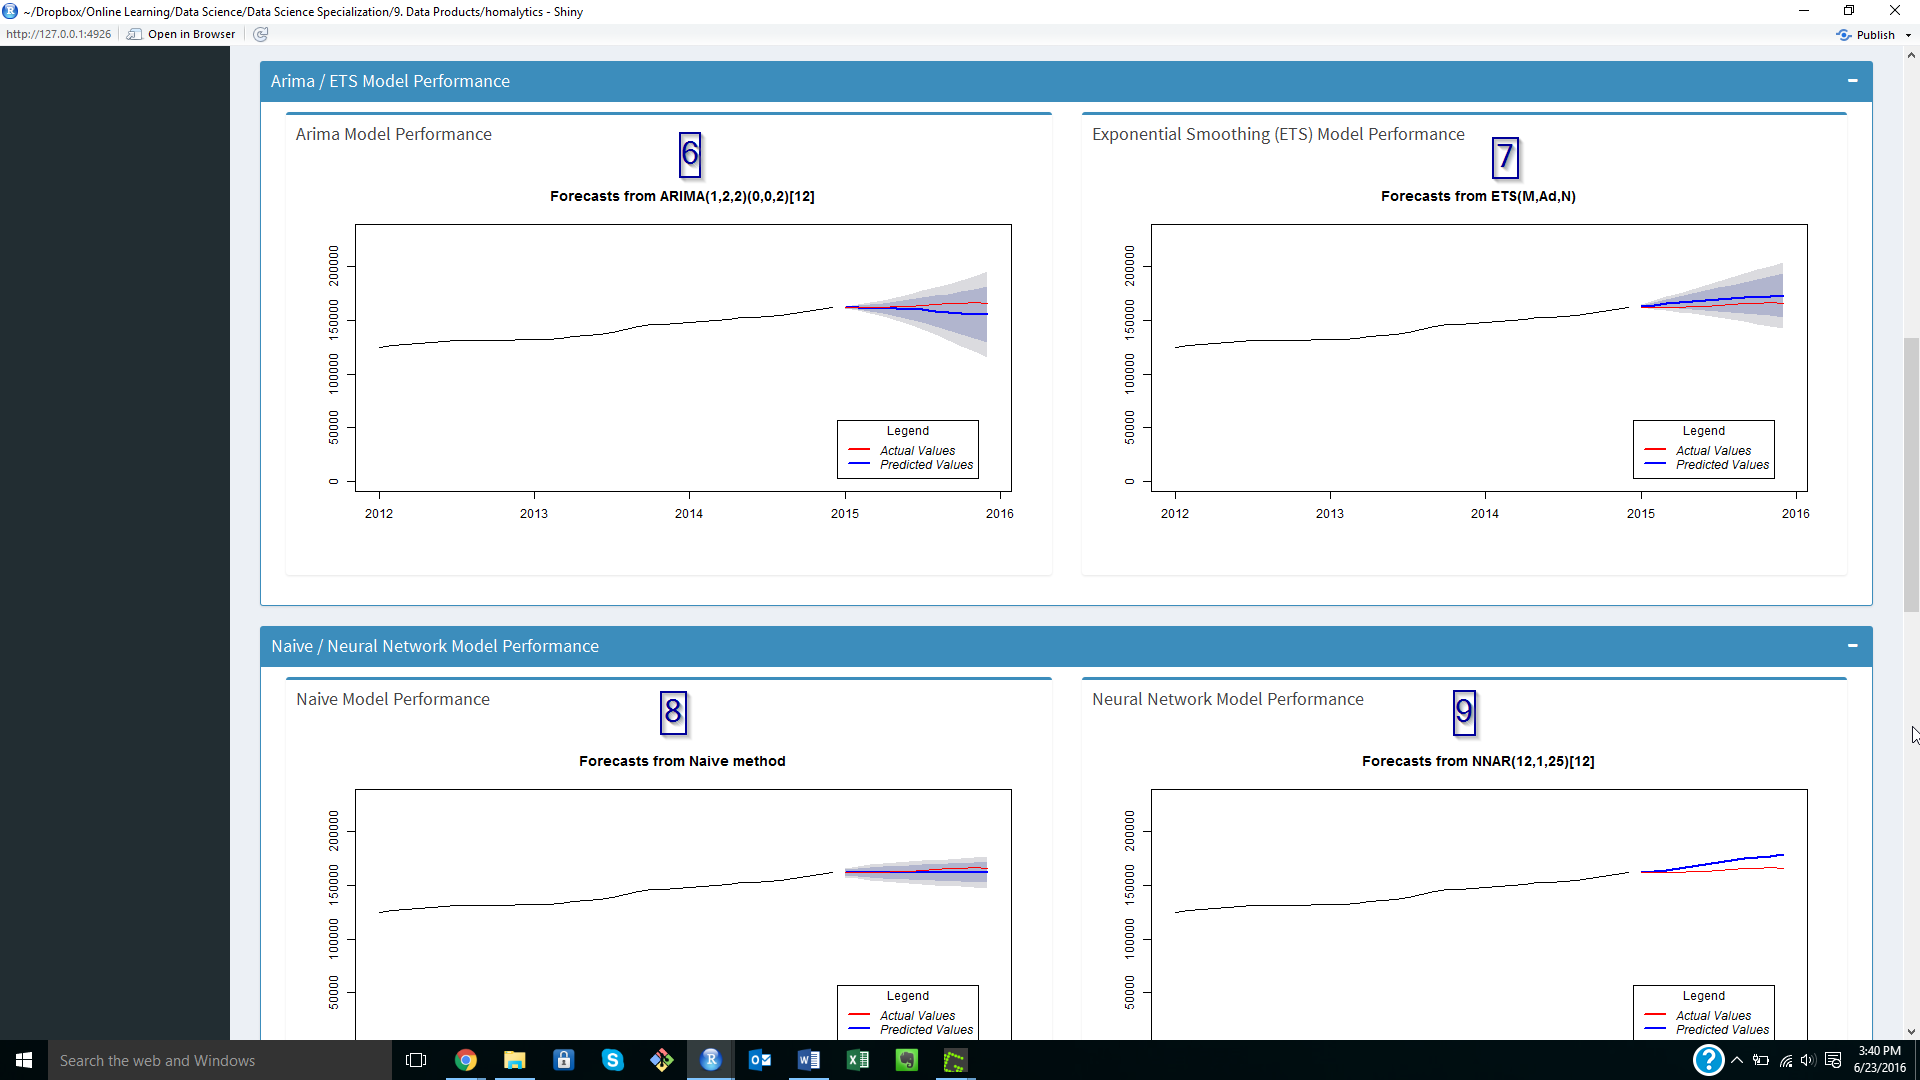 ~/Dropbox/Online Learning/Data Science/Data Science Specialization/9. Data Products/homalytics - Shiny
http://127.0.0.1:4926 Open in Browser Publish
Arima / ETS Model Performance
Arima Model Performance
6
Forecasts from ARIMA(1,2,2)(0,0,2)[12]
200000
150000
100000
50000
0
Legend
Actual Values
Predicted Values
2012 2013 2014 2015 2016
Exponential Smoothing (ETS) Model Performance
7
Forecasts from ETS(M,Ad,N)
200000
150000
100000
50000
0
Legend
Actual Values
Predicted Values
2012 2013 2014 2015 2016
Naive / Neural Network Model Performance
Naive Model Performance
8
Forecasts from Naive method
200000
150000
100000
50000
Legend
Actual Values
Predicted Values
Neural Network Model Performance
9
Forecasts from NNAR(12,1,25)[12]
200000
150000
100000
50000
Legend
Actual Values
Predicted Values
Search the web and Windows
3:40 PM
6/23/2016